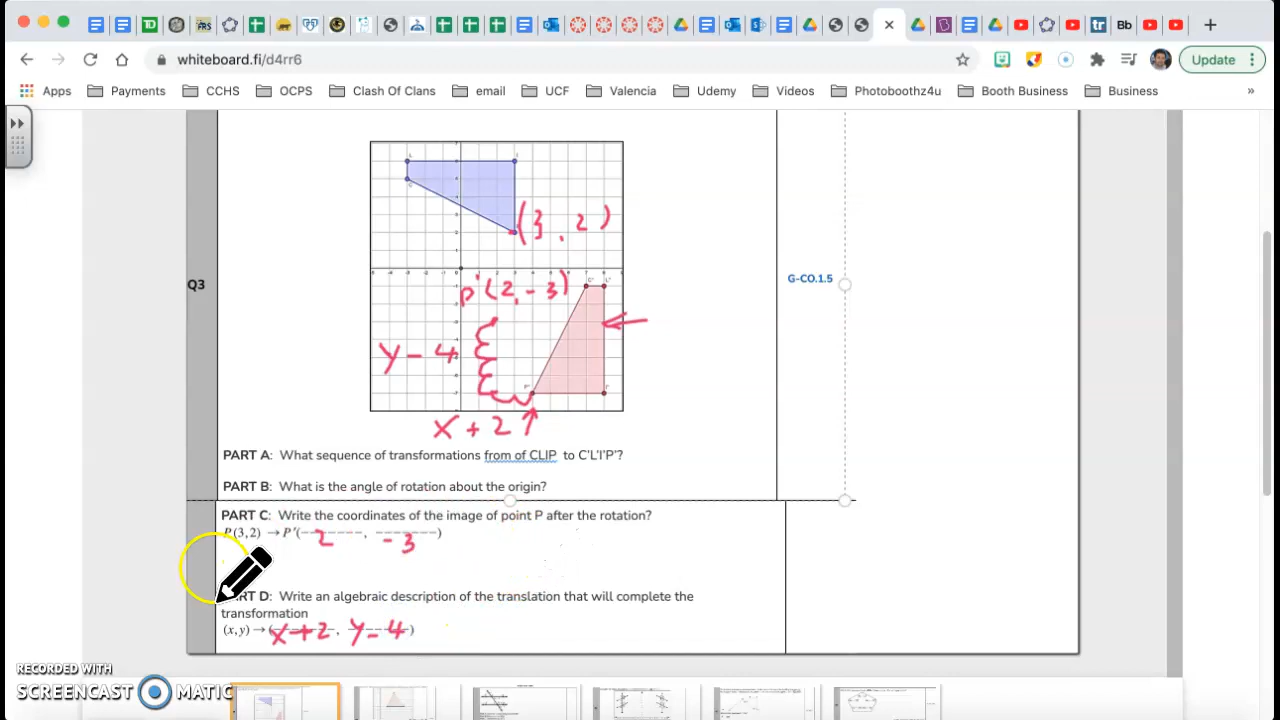 whiteboard.fi/d4rr6
Update
Apps Payments CCHS OCPS Clash Of Clans email UCF Valencia Udemy Videos Photoboothz4u Booth Business Business »
(3, 2)
Q3
G-CO.1.5
P'(2, -3)
y - 4
x + 2
PART A: What sequence of transformations from of CLIP to C'L'I'P'?
PART B: What is the angle of rotation about the origin?
PART C: Write the coordinates of the image of point P after the rotation?
P(3,2) → P'( 2 , -3 )
PART D: Write an algebraic description of the translation that will complete the
transformation
(x,y) → ( x+2 , y-4 )
RECORDED WITH
SCREENCAST MATIC